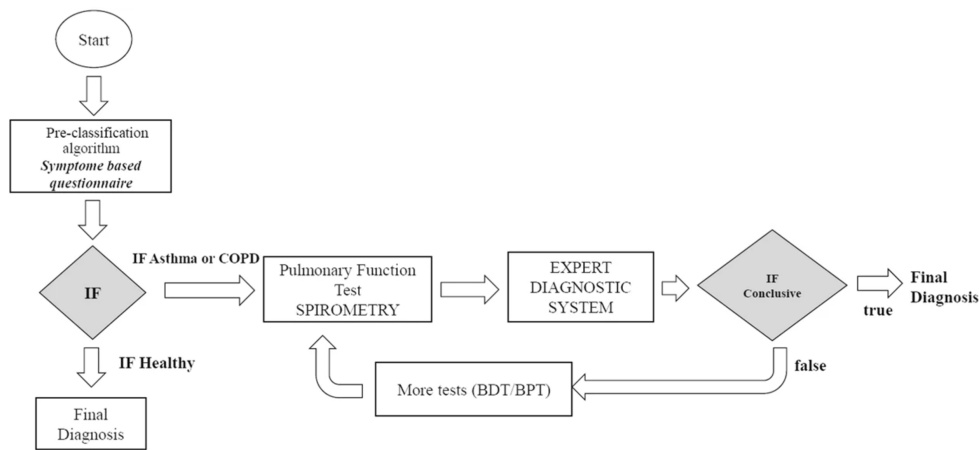 Start
Pre-classification
algorithm
Symptome based
questionnaire
IF
IF Asthma or COPD
IF Healthy
Final
Diagnosis
Pulmonary Function
Test
SPIROMETRY
EXPERT
DIAGNOSTIC
SYSTEM
IF
Conclusive
true
Final
Diagnosis
false
More tests (BDT/BPT)